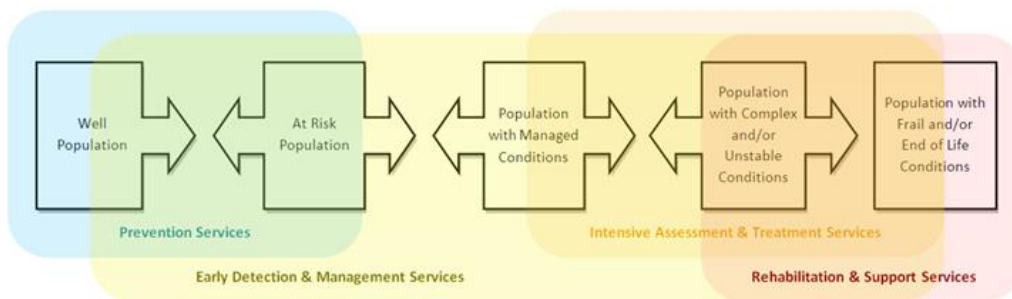 Well
Population
At Risk
Population
Population
with Managed
Conditions
Population
with Complex
and/or
Unstable
Conditions
Population with
Frail and/or
End of Life
Conditions
Prevention Services
Intensive Assessment & Treatment Services
Early Detection & Management Services
Rehabilitation & Support Services